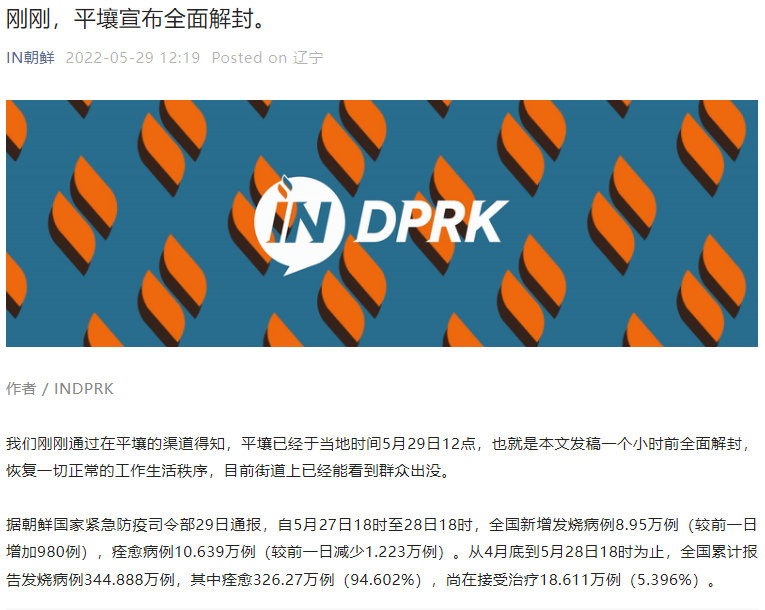 刚刚，平壤宣布全面解封。
IN朝鲜 2022-05-29 12:19 Posted on 辽宁
IN DPRK
作者 / INDPRK
我们刚刚通过在平壤的渠道得知，平壤已经于当地时间5月29日12点，也就是本文发稿一个小时前全面解封，
恢复一切正常的工作生活秩序，目前街道上已经能看到群众出没。
据朝鲜国家紧急防疫司令部29日通报，自5月27日18时至28日18时，全国新增发烧病例8.95万例（较前一日
增加980例），痊愈病例10.639万例（较前一日减少1.223万例）。从4月底到5月28日18时为止，全国累计报
告发烧病例344.888万例，其中痊愈326.27万例（94.602%），尚在接受治疗18.611万例（5.396%）。